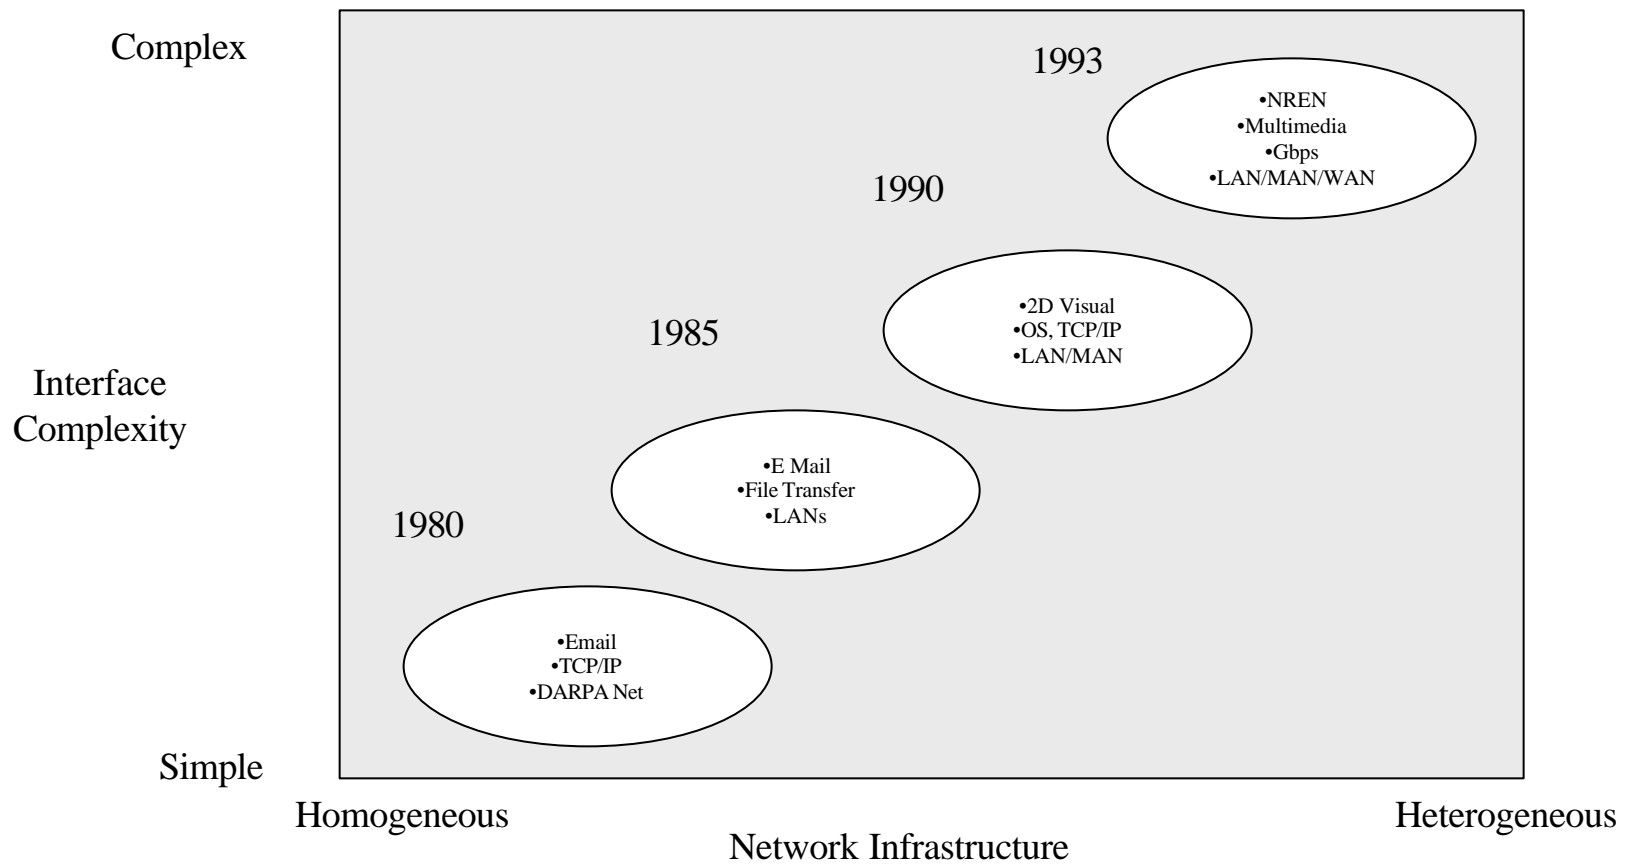 Complex
1993
•NREN
•Multimedia
•Gbps
•LAN/MAN/WAN
1990
•2D Visual
•OS, TCP/IP
•LAN/MAN
1985
Interface
Complexity
•E Mail
•File Transfer
•LANs
1980
•Email
•TCP/IP
•DARPA Net
Simple
Homogeneous
Heterogeneous
Network Infrastructure